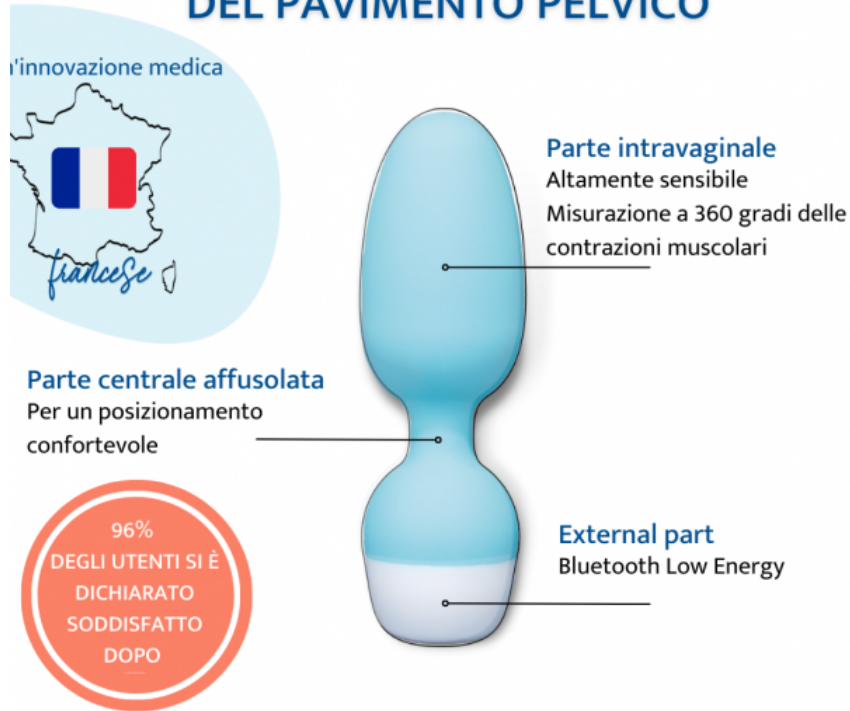 DEL PAVIMENTO PELVICO
n'innovazione medica
francese
Parte intravaginale
Altamente sensibile
Misurazione a 360 gradi delle
contrazioni muscolari
Parte centrale affusolata
Per un posizionamento
confortevole
External part
Bluetooth Low Energy
96%
DEGLI UTENTI SI È
DICHIARATO
SODDISFATTO
DOPO